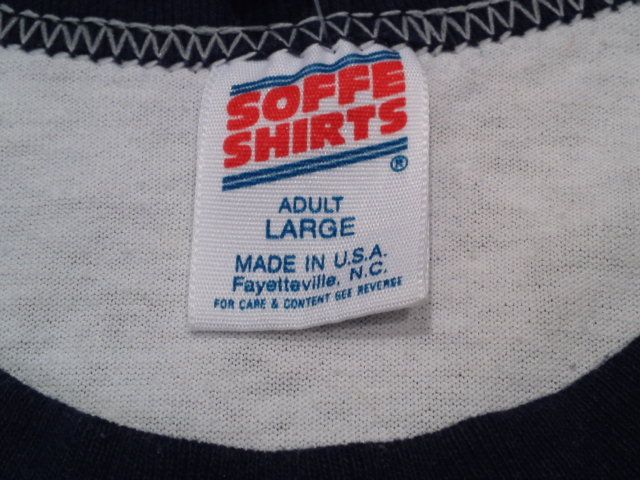 SOFFE
SHIRTS
®
ADULT
LARGE
MADE IN U.S.A.
Fayetteville, N.C.
FOR CARE & CONTENT SEE REVERSE